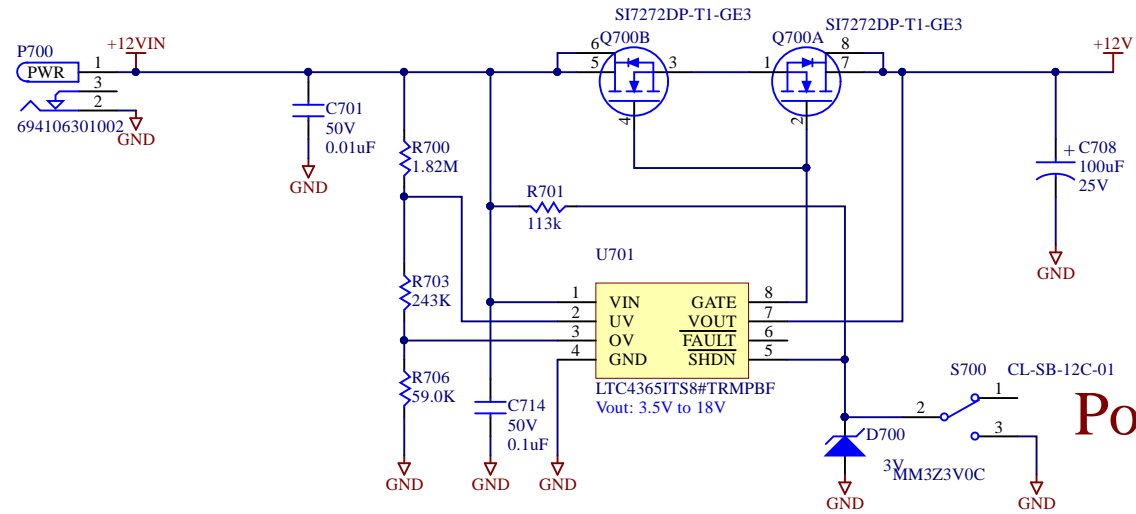 SI7272DP-T1-GE3
SI7272DP-T1-GE3
P700
+12VIN
Q700B
Q700A
+12V
PWR
1
3
2
6
5
3
4
1
8
7
2
694106301002
GND
C701
50V
0.01uF
GND
R700
1.82M
C708
100uF
25V
+
GND
R701
113k
U701
R703
243K
1
VIN
GATE
8
2
UV
VOUT
7
3
OV
FAULT
6
4
GND
SHDN
5
LTC4365ITS8#TRMPBF
Vout: 3.5V to 18V
R706
59.0K
C714
50V
0.1uF
S700
CL-SB-12C-01
1
2
3
D700
3V
MM3Z3V0C
Po
GND
GND
GND
GND
GND